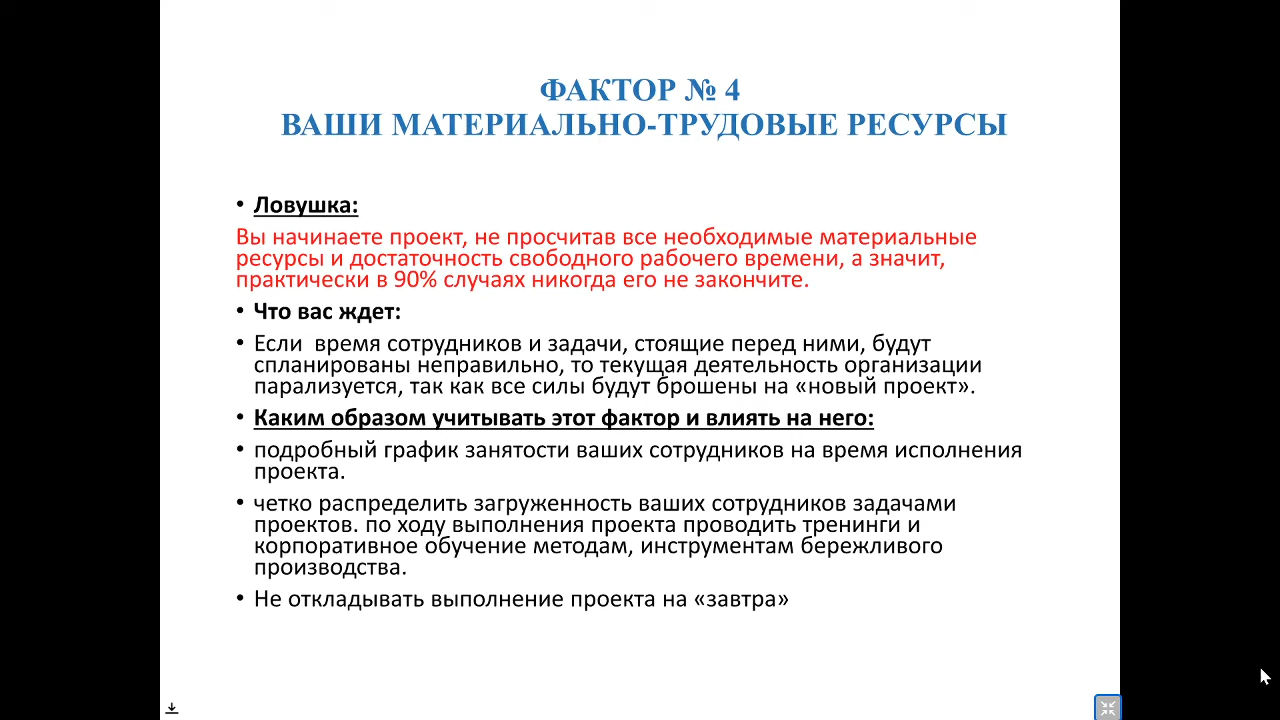 ФАКТОР № 4
ВАШИ МАТЕРИАЛЬНО-ТРУДОВЫЕ РЕСУРСЫ
• Ловушка:
Вы начинаете проект, не просчитав все необходимые материальные
ресурсы и достаточность свободного рабочего времени, а значит,
практически в 90% случаях никогда его не закончите.
• Что вас ждет:
• Если  время сотрудников и задачи, стоящие перед ними, будут
спланированы неправильно, то текущая деятельность организации
парализуется, так как все силы будут брошены на «новый проект».
• Каким образом учитывать этот фактор и влиять на него:
• подробный график занятости ваших сотрудников на время исполнения
проекта.
• четко распределить загруженность ваших сотрудников задачами
проектов. по ходу выполнения проекта проводить тренинги и
корпоративное обучение методам, инструментам бережливого
производства.
• Не откладывать выполнение проекта на «завтра»